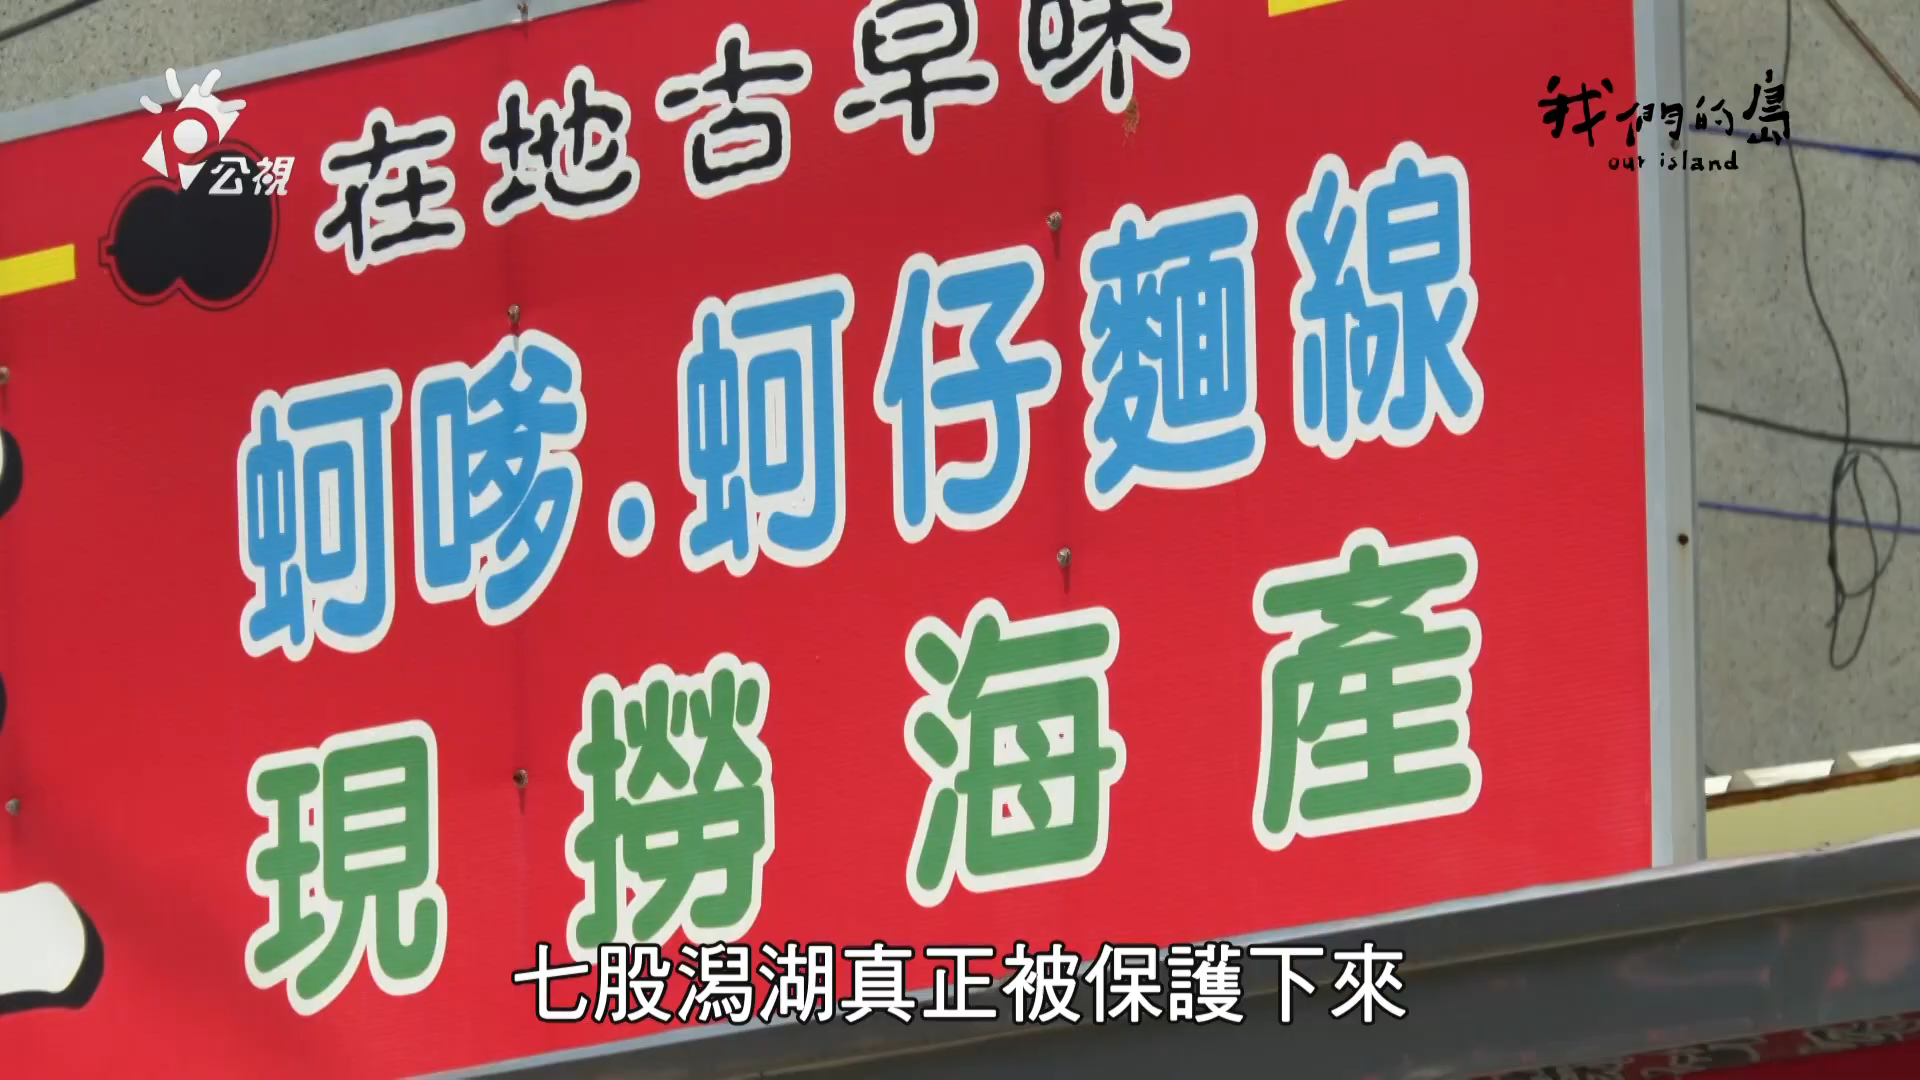 公視
我們的島
our island
在地古早味
蚵嗲.蚵仔麵線
現撈海產
七股潟湖真正被保護下來